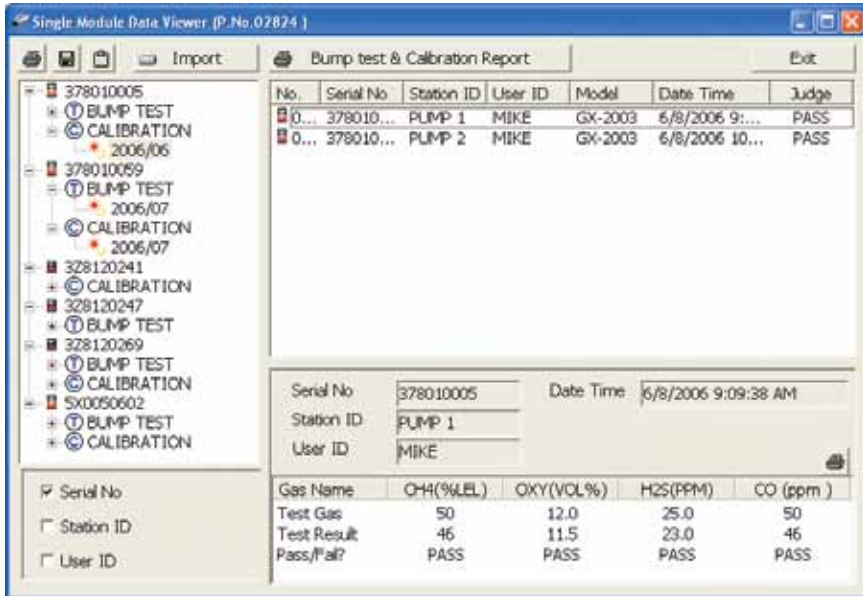 Single Module Data Viewer (P.No.02824 )
Import
Bump test & Calibration Report
Exit
378010005
T BUMP TEST
C CALIBRATION
2006/06
378010059
T BUMP TEST
2006/07
C CALIBRATION
2006/07
3Z8120241
C CALIBRATION
3Z8120247
T BUMP TEST
3Z8120269
T BUMP TEST
C CALIBRATION
SX0050602
T BUMP TEST
C CALIBRATION
Serial No
Station ID
User ID
No. Serial No Station ID User ID Model Date Time Judge
0... 378010... PUMP 1 MIKE GX-2003 6/8/2006 9:... PASS
0... 378010... PUMP 2 MIKE GX-2003 6/8/2006 10... PASS
Serial No 378010005 Date Time 6/8/2006 9:09:38 AM
Station ID PUMP 1
User ID MIKE
Gas Name CH4(%LEL) OXY(VOL%) H2S(PPM) CO (ppm )
Test Gas 50 12.0 25.0 50
Test Result 46 11.5 23.0 46
Pass/Fail? PASS PASS PASS PASS